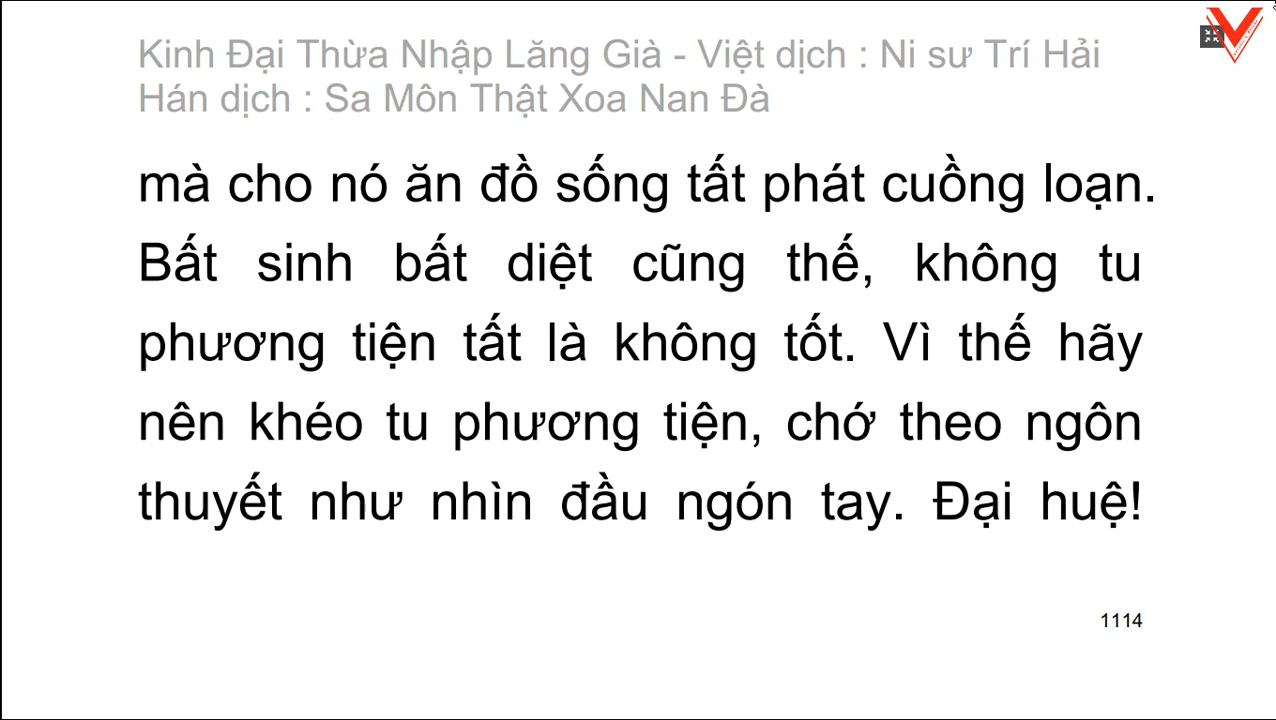 Kinh Đại Thừa Nhập Lăng Già - Việt dịch : Ni sư Trí Hải
Hán dịch : Sa Môn Thật Xoa Nan Đà
mà cho nó ăn đồ sống tất phát cuồng loạn.
Bất sinh bất diệt cũng thế, không tu
phương tiện tất là không tốt. Vì thế hãy
nên khéo tu phương tiện, chớ theo ngôn
thuyết như nhìn đầu ngón tay. Đại huệ!
1114